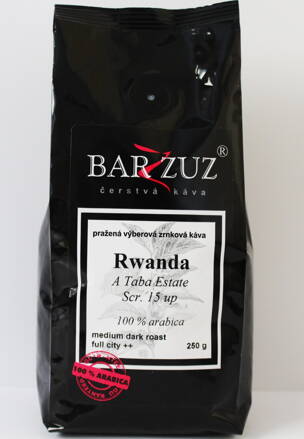 BARZZUZ®
čerstvá káva
pražená výberová zrnková káva
Rwanda
A Taba Estate
Scr. 15 up
100 % arabica
medium dark roast
full city ++
250 g
100 % ARABICA